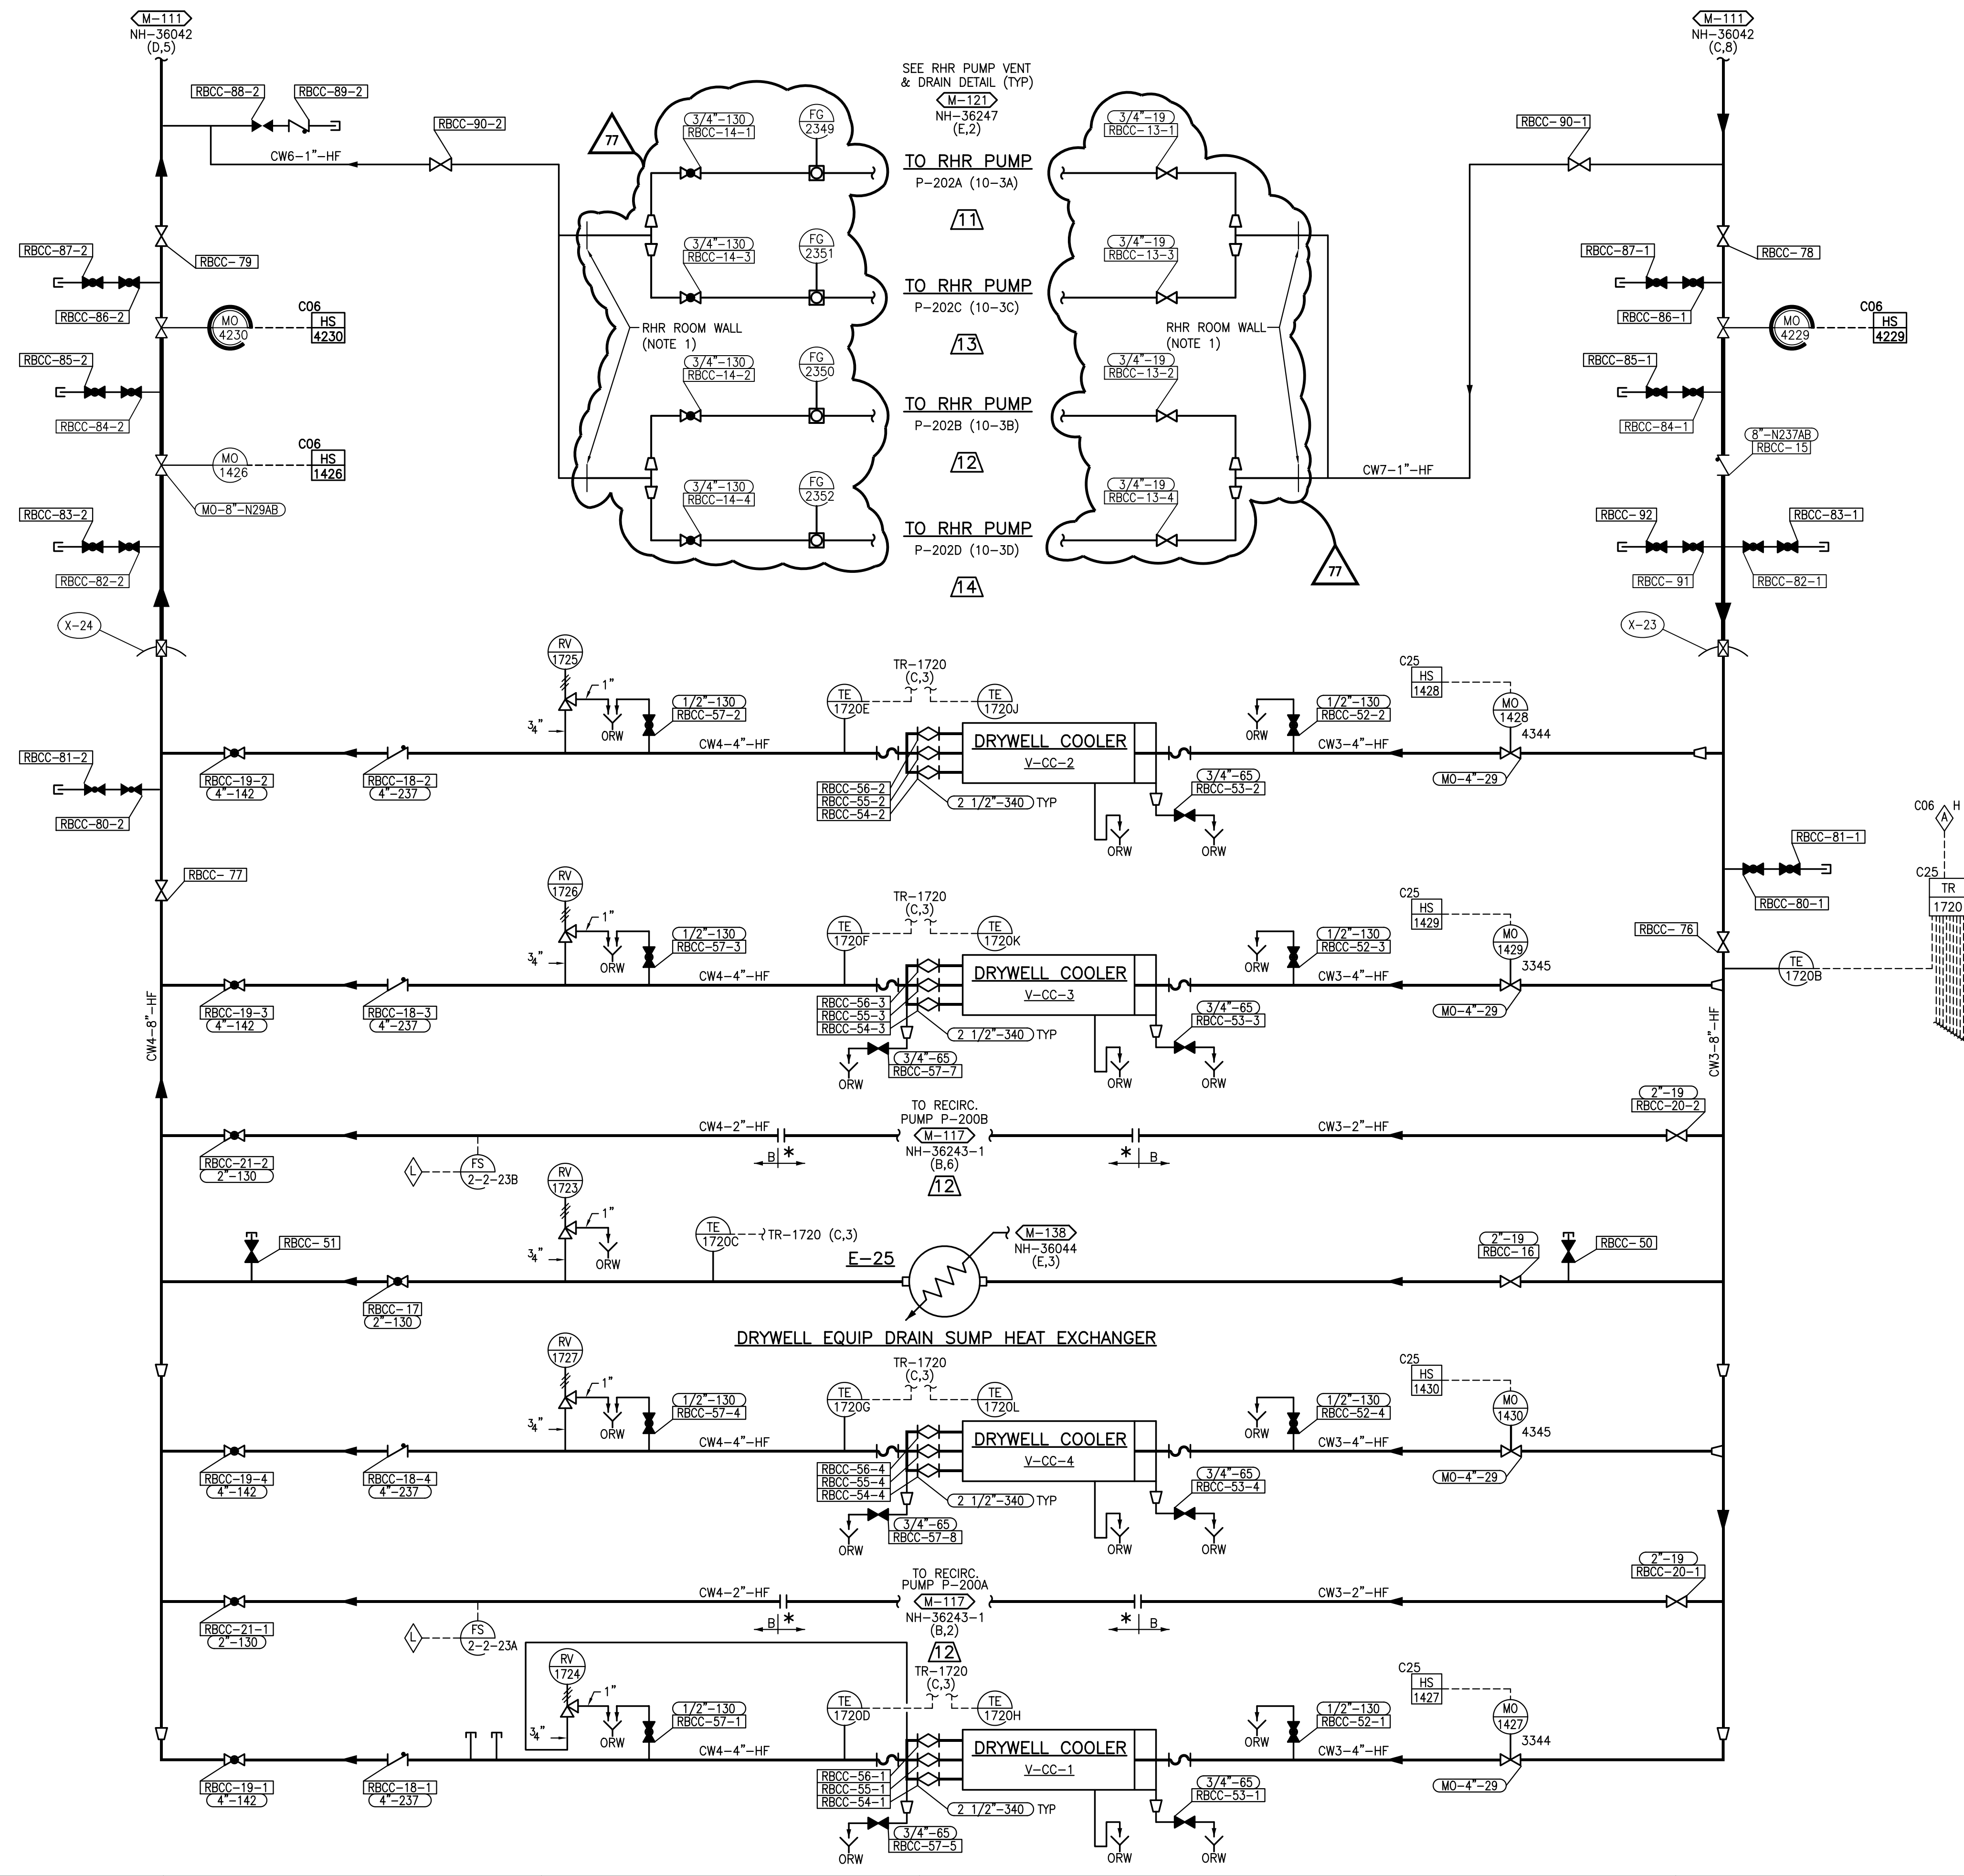 M-111
NH-36042
(D,5)
M-111
NH-36042
(C,8)
SEE RHR PUMP VENT
& DRAIN DETAIL (TYP)
M-121
NH-36247
(E,2)
RBCC-88-2
RBCC-89-2
RBCC-90-2
CW6-1"-HF
77
3/4"-130
RBCC-14-1
FG
2349
TO RHR PUMP
P-202A (10-3A)
11
3/4"-19
RBCC-13-1
RBCC-90-1
RBCC-87-2
RBCC-79
RBCC-86-2
MO
4230
C06
HS
4230
3/4"-130
RBCC-14-3
FG
2351
TO RHR PUMP
P-202C (10-3C)
13
3/4"-19
RBCC-13-3
RHR ROOM WALL
(NOTE 1)
RHR ROOM WALL
(NOTE 1)
RBCC-87-1
RBCC-78
RBCC-86-1
MO
4229
C06
HS
4229
RBCC-85-2
RBCC-84-2
3/4"-130
RBCC-14-2
FG
2350
TO RHR PUMP
P-202B (10-3B)
12
3/4"-19
RBCC-13-2
RBCC-85-1
RBCC-84-1
8"-N237AB
RBCC-15
MO
1426
C06
HS
1426
MO-8"-N29AB
3/4"-130
RBCC-14-4
FG
2352
TO RHR PUMP
P-202D (10-3D)
14
3/4"-19
RBCC-13-4
CW7-1"-HF
77
RBCC-83-2
RBCC-82-2
RBCC-92
RBCC-83-1
RBCC-91
RBCC-82-1
X-24
X-23
RV
1725
1"
3/4"
ORW
1/2"-130
RBCC-57-2
TR-1720
(C,3)
TE
1720E
TE
1720J
1/2"-130
RBCC-52-2
ORW
C25
HS
1428
MO
1428
4344
CW4-4"-HF
DRYWELL COOLER
V-CC-2
CW3-4"-HF
RBCC-19-2
4"-142
RBCC-18-2
4"-237
RBCC-56-2
RBCC-55-2
RBCC-54-2
2 1/2"-340 TYP
3/4"-65
RBCC-53-2
MO-4"-29
ORW
ORW
RBCC-81-2
RBCC-80-2
RBCC-77
C06
H
A
C25
TR
1720
RBCC-81-1
RBCC-80-1
RBCC-76
TE
1720B
RV
1726
1"
3/4"
ORW
1/2"-130
RBCC-57-3
TR-1720
(C,3)
TE
1720F
TE
1720K
1/2"-130
RBCC-52-3
ORW
C25
HS
1429
MO
1429
3345
CW4-4"-HF
DRYWELL COOLER
V-CC-3
CW3-4"-HF
RBCC-19-3
4"-142
RBCC-18-3
4"-237
RBCC-56-3
RBCC-55-3
RBCC-54-3
2 1/2"-340 TYP
3/4"-65
RBCC-53-3
MO-4"-29
3/4"-65
RBCC-57-7
ORW
ORW
ORW
CW4-8"-HF
CW3-8"-HF
TO RECIRC.
PUMP P-200B
M-117
NH-36243-1
(B,6)
12
CW4-2"-HF
CW3-2"-HF
2"-19
RBCC-20-2
RBCC-21-2
2"-130
L
FS
2-2-23B
B *
* B
RV
1723
1"
3/4"
ORW
RBCC-51
TE
1720C
TR-1720 (C,3)
E-25
M-138
NH-36044
(E,3)
2"-19
RBCC-16
RBCC-50
RBCC-17
2"-130
DRYWELL EQUIP DRAIN SUMP HEAT EXCHANGER
RV
1727
1"
3/4"
ORW
1/2"-130
RBCC-57-4
TR-1720
(C,3)
TE
1720G
TE
1720L
1/2"-130
RBCC-52-4
ORW
C25
HS
1430
MO
1430
4345
CW4-4"-HF
DRYWELL COOLER
V-CC-4
CW3-4"-HF
RBCC-19-4
4"-142
RBCC-18-4
4"-237
RBCC-56-4
RBCC-55-4
RBCC-54-4
2 1/2"-340 TYP
3/4"-65
RBCC-53-4
MO-4"-29
3/4"-65
RBCC-57-8
ORW
ORW
ORW
TO RECIRC.
PUMP P-200A
M-117
NH-36243-1
(B,2)
12
CW4-2"-HF
CW3-2"-HF
2"-19
RBCC-20-1
RBCC-21-1
2"-130
L
FS
2-2-23A
B *
* B
RV
1724
1"
3/4"
ORW
1/2"-130
RBCC-57-1
TR-1720
(C,3)
TE
1720D
TE
1720H
1/2"-130
RBCC-52-1
ORW
C25
HS
1427
MO
1427
3344
CW4-4"-HF
DRYWELL COOLER
V-CC-1
CW3-4"-HF
RBCC-19-1
4"-142
RBCC-18-1
4"-237
RBCC-56-1
RBCC-55-1
RBCC-54-1
2 1/2"-340 TYP
3/4"-65
RBCC-53-1
MO-4"-29
3/4"-65
RBCC-57-5
ORW
ORW
ORW